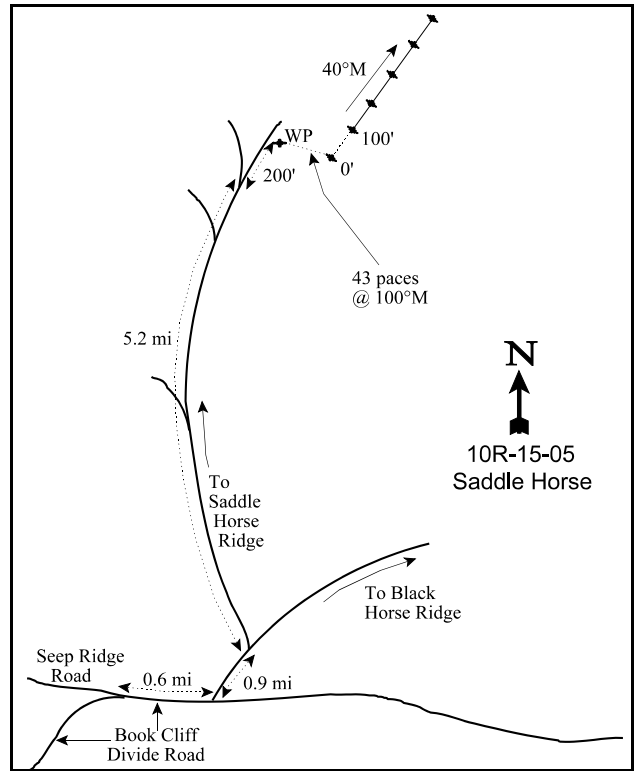 40°M
WP
100'
0'
200'
43 paces
@ 100°M
5.2 mi
N
10R-15-05
Saddle Horse
To
Saddle
Horse
Ridge
To Black
Horse Ridge
Seep Ridge
Road
0.6 mi
0.9 mi
Book Cliff
Divide Road